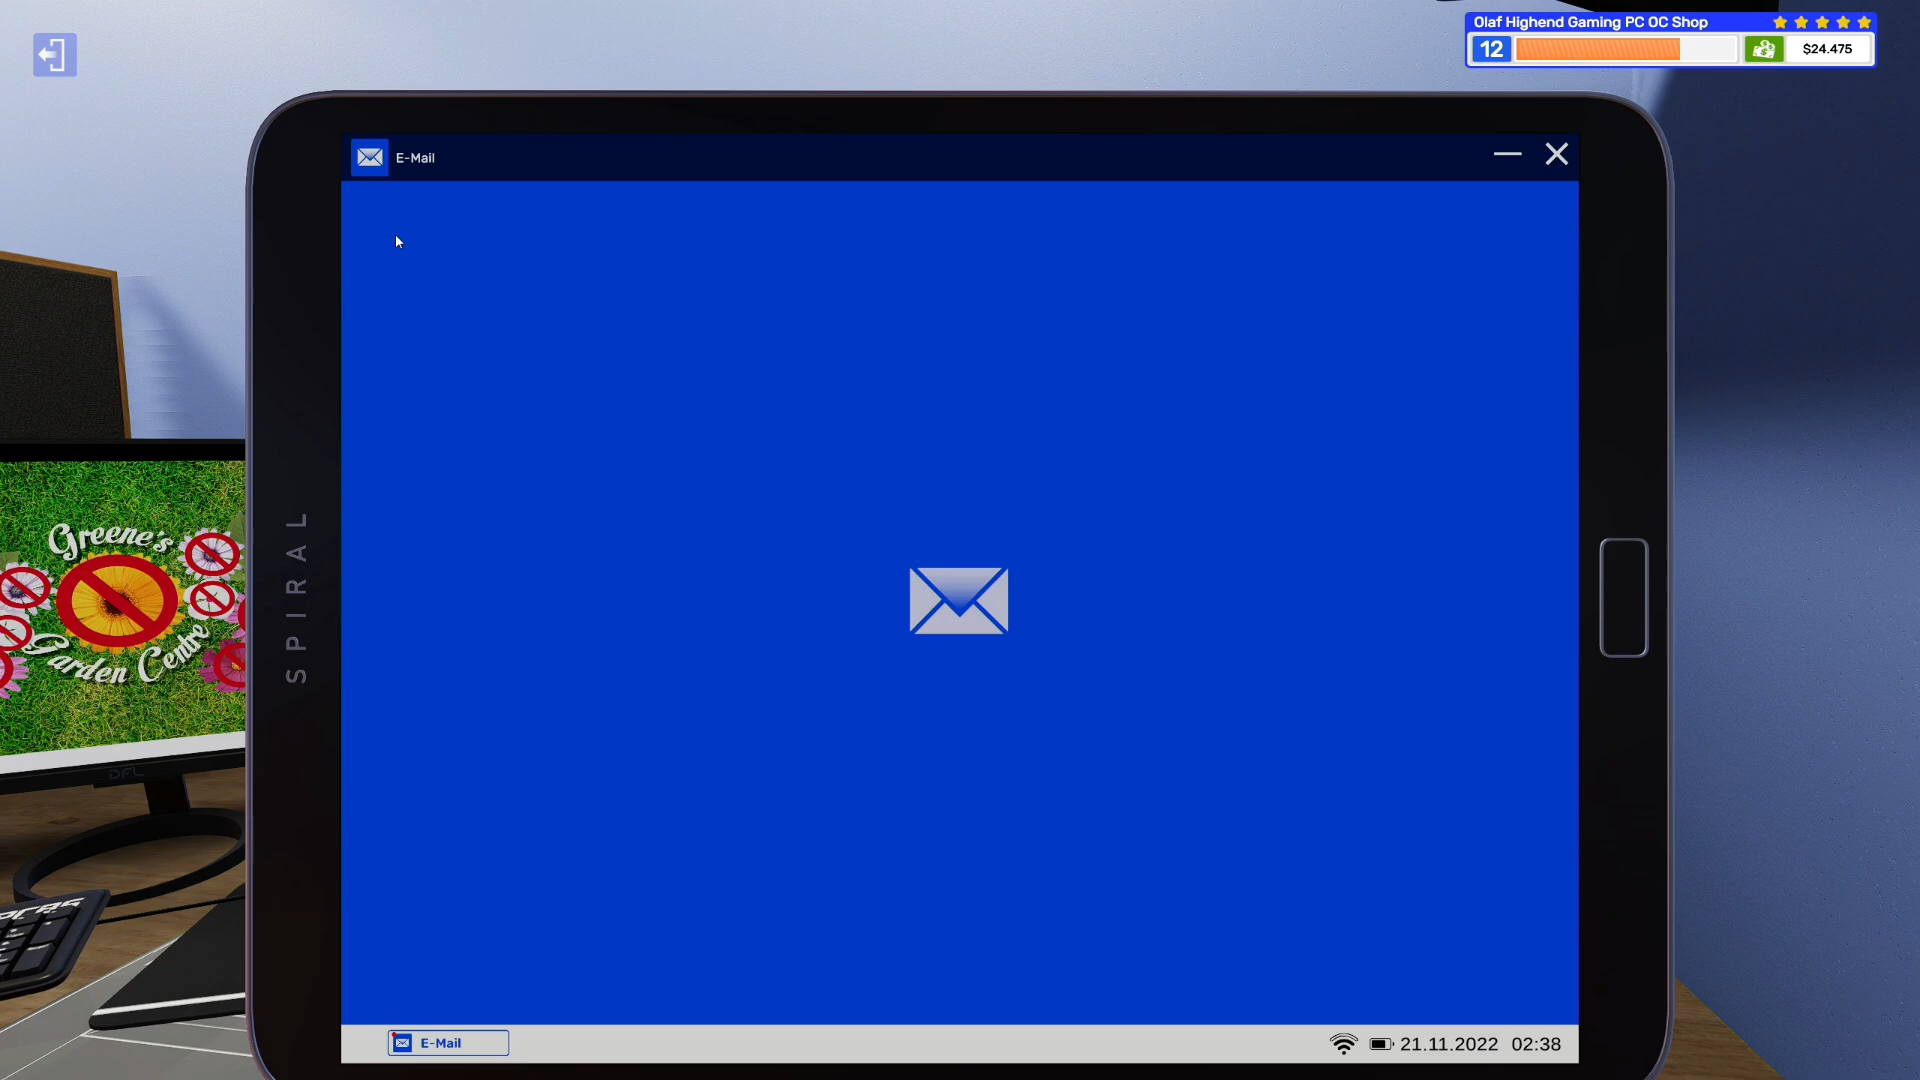 Olaf Highend Gaming PC OC Shop
12
$24.475
E-Mail
SPIRAL
Greene's
Garden Centre
DFL
E-Mail
21.11.2022 02:38